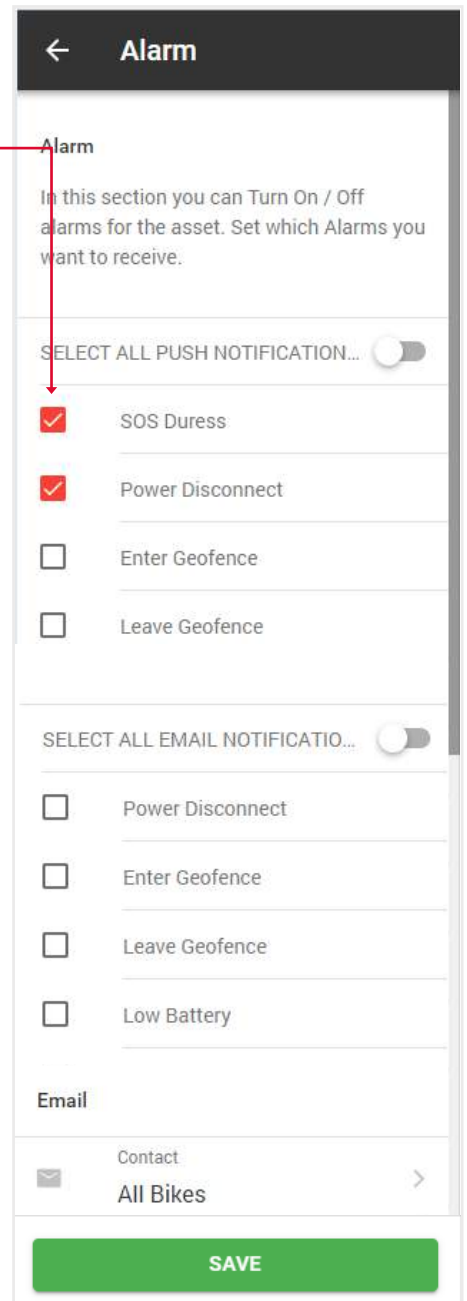 Alarm
Alarm
In this section you can Turn On / Off
alarms for the asset. Set which Alarms you
want to receive.
SELECT ALL PUSH NOTIFICATION...
SOS Duress
Power Disconnect
Enter Geofence
Leave Geofence
SELECT ALL EMAIL NOTIFICATIO...
Power Disconnect
Enter Geofence
Leave Geofence
Low Battery
Email
Contact
All Bikes
SAVE